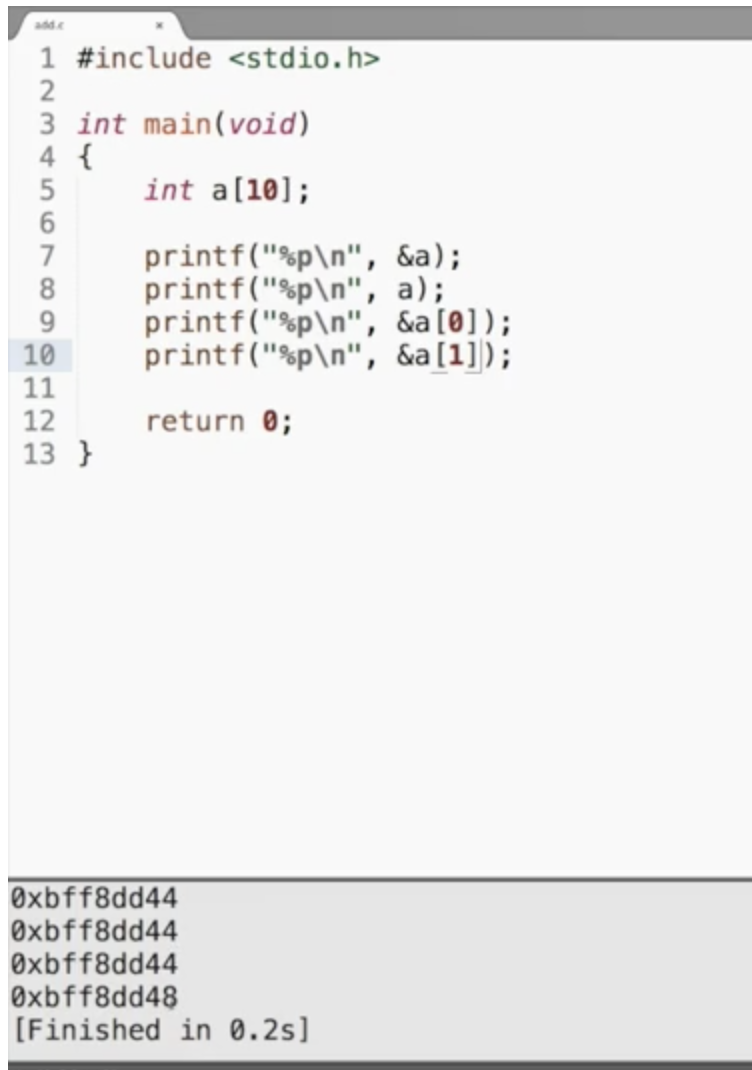 add.c ×
1 #include <stdio.h>
2
3 int main(void)
4 {
5     int a[10];
6
7     printf("%p\n", &a);
8     printf("%p\n", a);
9     printf("%p\n", &a[0]);
10     printf("%p\n", &a[1]);
11
12     return 0;
13 }
0xbff8dd44
0xbff8dd44
0xbff8dd44
0xbff8dd48
[Finished in 0.2s]